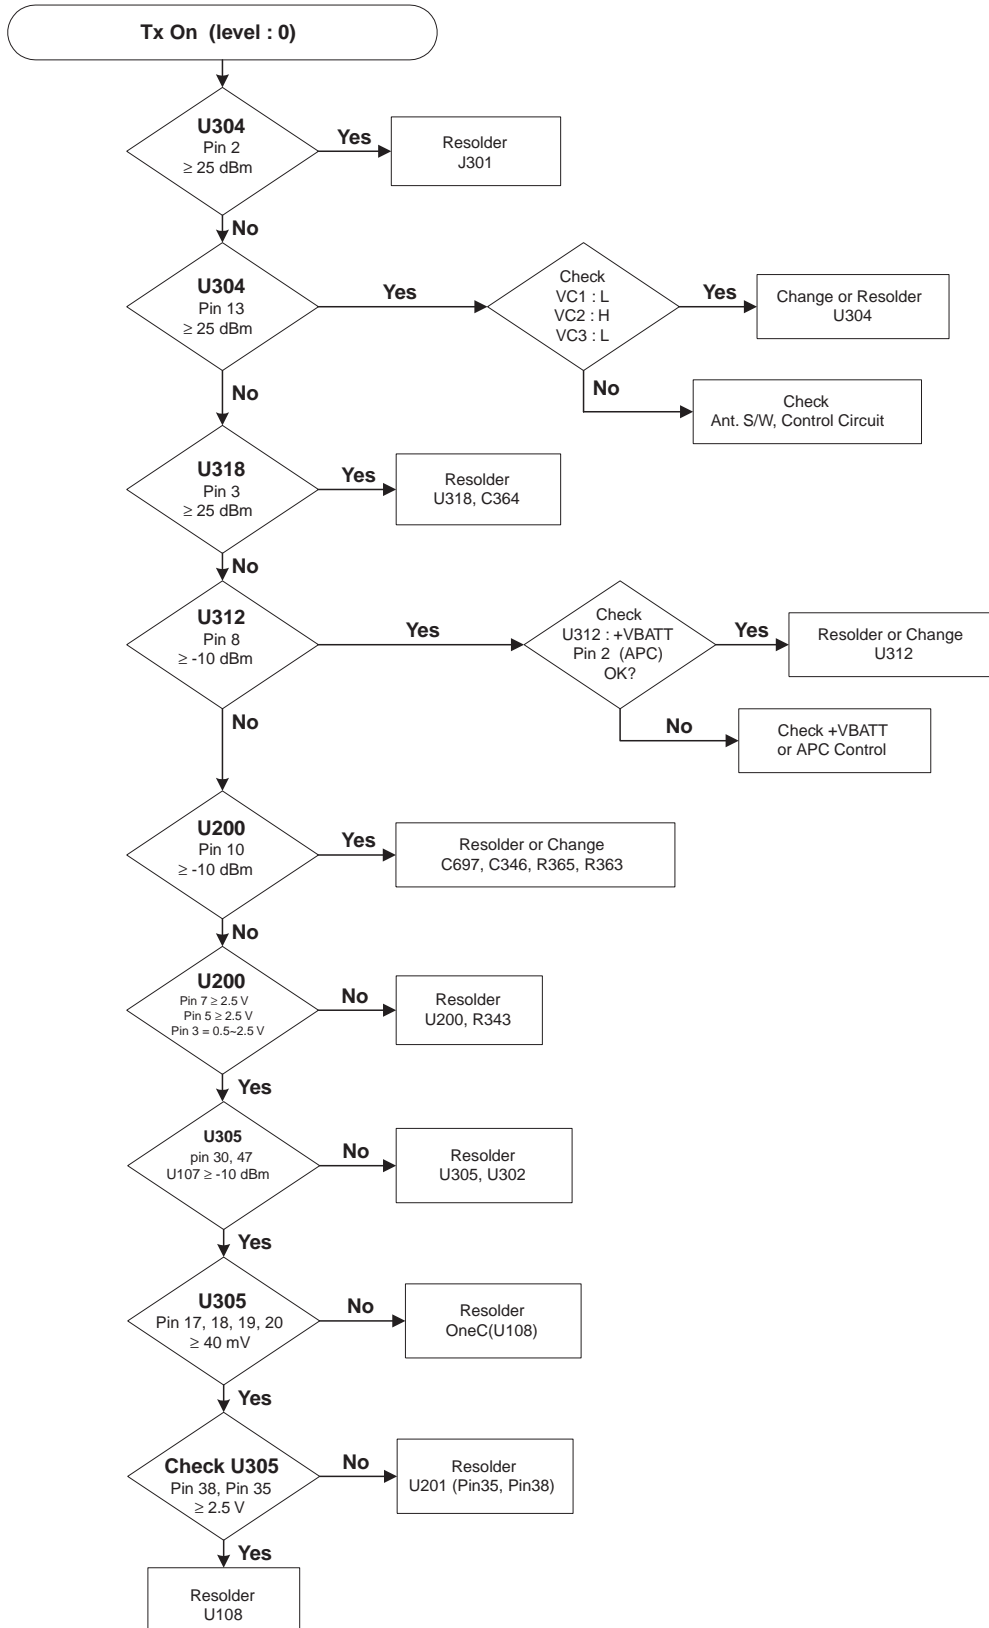 Tx On (level : 0)
U304
Pin 2
≥ 25 dBm
Yes
Resolder
J301
No
U304
Pin 13
≥ 25 dBm
Yes
Check
VC1 : L
VC2 : H
VC3 : L
Yes
Change or Resolder
U304
No
Check
Ant. S/W, Control Circuit
No
U318
Pin 3
≥ 25 dBm
Yes
Resolder
U318, C364
No
U312
Pin 8
≥ -10 dBm
Yes
Check
U312 : +VBATT
Pin 2 (APC)
OK?
Yes
Resolder or Change
U312
No
Check +VBATT
or APC Control
No
U200
Pin 10
≥ -10 dBm
Yes
Resolder or Change
C697, C346, R365, R363
No
U200
Pin 7 ≥ 2.5 V
Pin 5 ≥ 2.5 V
Pin 3 = 0.5~2.5 V
No
Resolder
U200, R343
Yes
U305
pin 30, 47
U107 ≥ -10 dBm
No
Resolder
U305, U302
Yes
U305
Pin 17, 18, 19, 20
≥ 40 mV
No
Resolder
OneC(U108)
Yes
Check U305
Pin 38, Pin 35
≥ 2.5 V
No
Resolder
U201 (Pin35, Pin38)
Yes
Resolder
U108